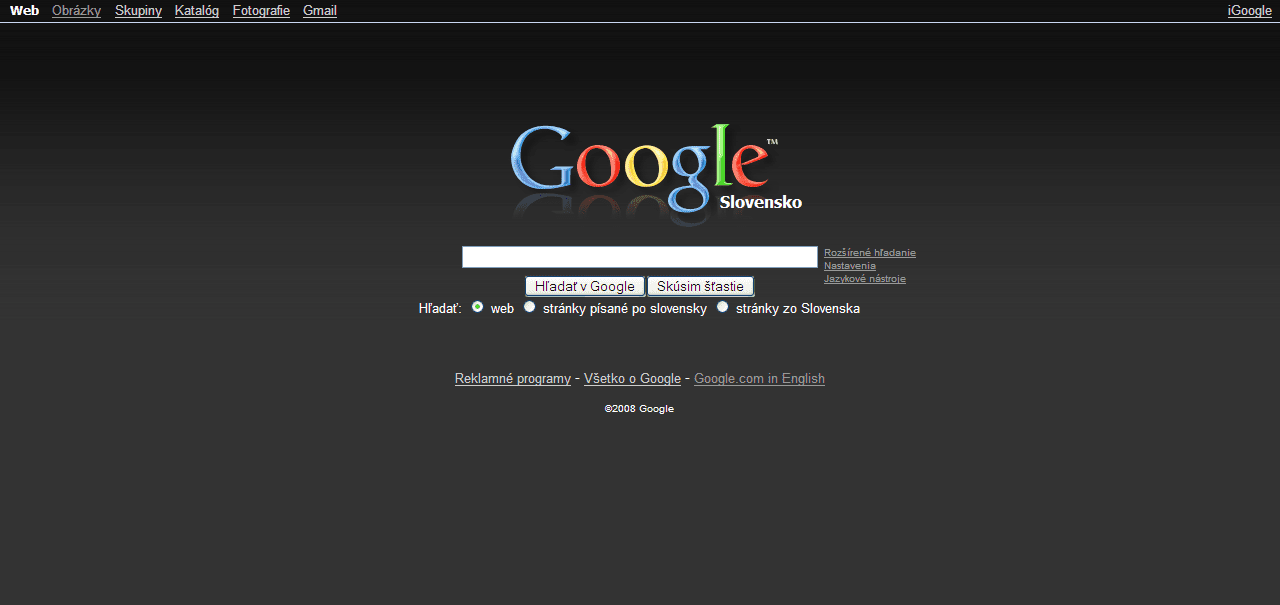 Web Obrázky Skupiny Katalóg Fotografie Gmail iGoogle
Google™
Slovensko
Rozšírené hľadanie
Nastavenia
Jazykové nástroje
Hľadať v Google Skúsim šťastie
Hľadať: web stránky písané po slovensky stránky zo Slovenska
Reklamné programy - Všetko o Google - Google.com in English
©2008 Google